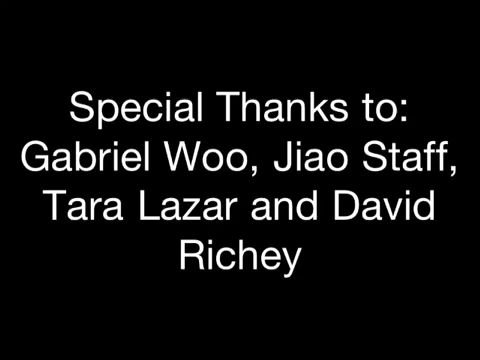 Special Thanks to:
Gabriel Woo, Jiao Staff,
Tara Lazar and David
Richey